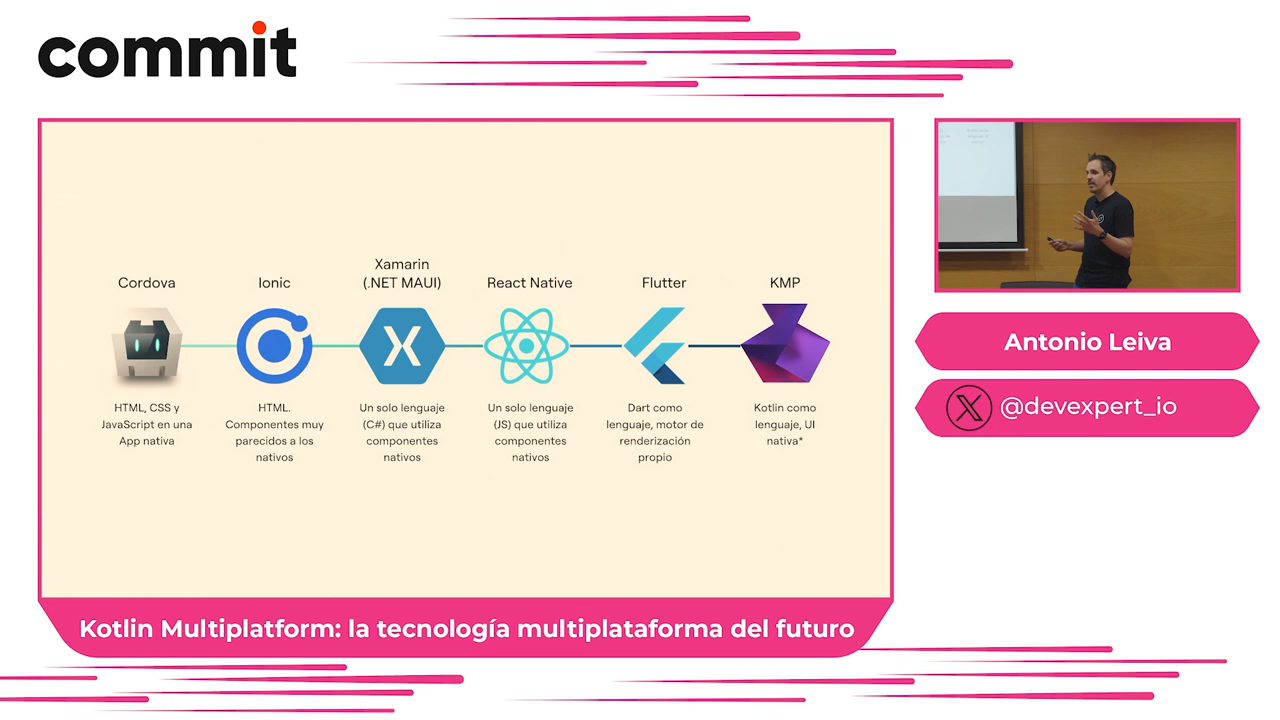 commit
Cordova
HTML, CSS y
JavaScript en una
App nativa
Ionic
HTML.
Componentes muy
parecidos a los
nativos
Xamarin
(.NET MAUI)
Un solo lenguaje
(C#) que utiliza
componentes
nativos
React Native
Un solo lenguaje
(JS) que utiliza
componentes
nativos
Flutter
Dart como
lenguaje, motor de
renderización
propio
KMP
Kotlin como
lenguaje, UI
nativa*
Antonio Leiva
@devexpert_io
Kotlin Multiplatform: la tecnología multiplataforma del futuro